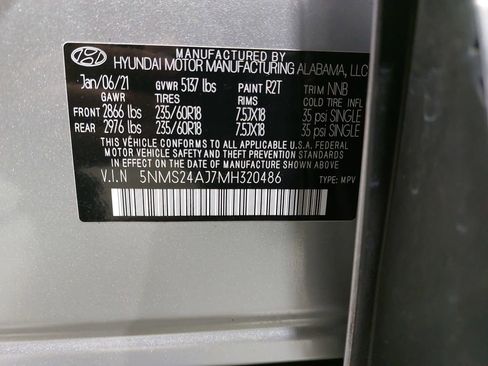 MANUFACTURED BY
HYUNDAI MOTOR MANUFACTURING ALABAMA, LLC
Jan/06/21 GVWR 5137 lbs PAINT R2T TRIM NNB
GAWR TIRES RIMS COLD TIRE INFL
FRONT 2866 lbs 235/60R18 7.5JX18 35 psi SINGLE
REAR 2976 lbs 235/60R18 7.5JX18 35 psi SINGLE
THIS VEHICLE CONFORMS TO ALL APPLICABLE U.S.A. FEDERAL
MOTOR VEHICLE SAFETY AND THEFT PREVENTION STANDARDS
IN EFFECT ON THE DATE OF MANUFACTURE SHOWN ABOVE.
V.I.N 5NMS24AJ7MH320486 TYPE: MPV